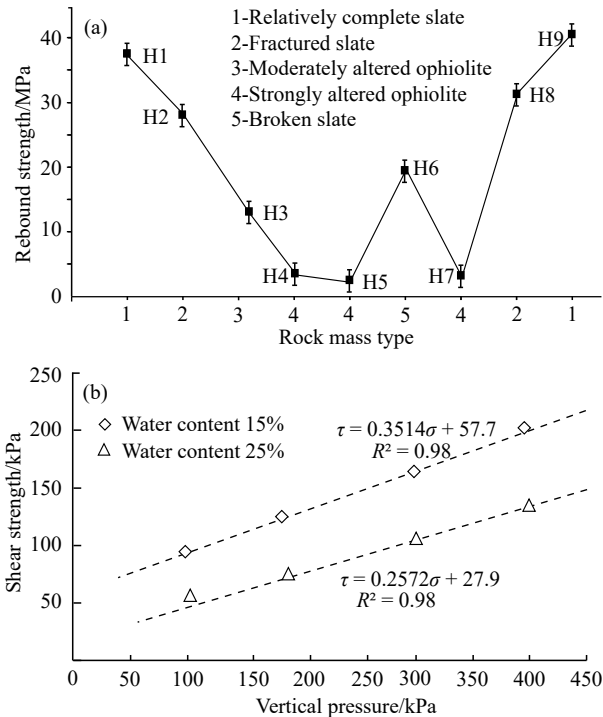 (a)
1-Relatively complete slate
2-Fractured slate
3-Moderately altered ophiolite
4-Strongly altered ophiolite
5-Broken slate
Rebound strength/MPa
40
30
20
10
0
H1
H2
H3
H4
H5
H6
H7
H8
H9
1 2 3 4 4 5 4 2 1
Rock mass type
(b)
Water content 15%
Water content 25%
Shear strength/kPa
250
200
150
100
50
τ = 0.3514σ + 57.7
R² = 0.98
τ = 0.2572σ + 27.9
R² = 0.98
0 50 100 150 200 250 300 350 400 450
Vertical pressure/kPa